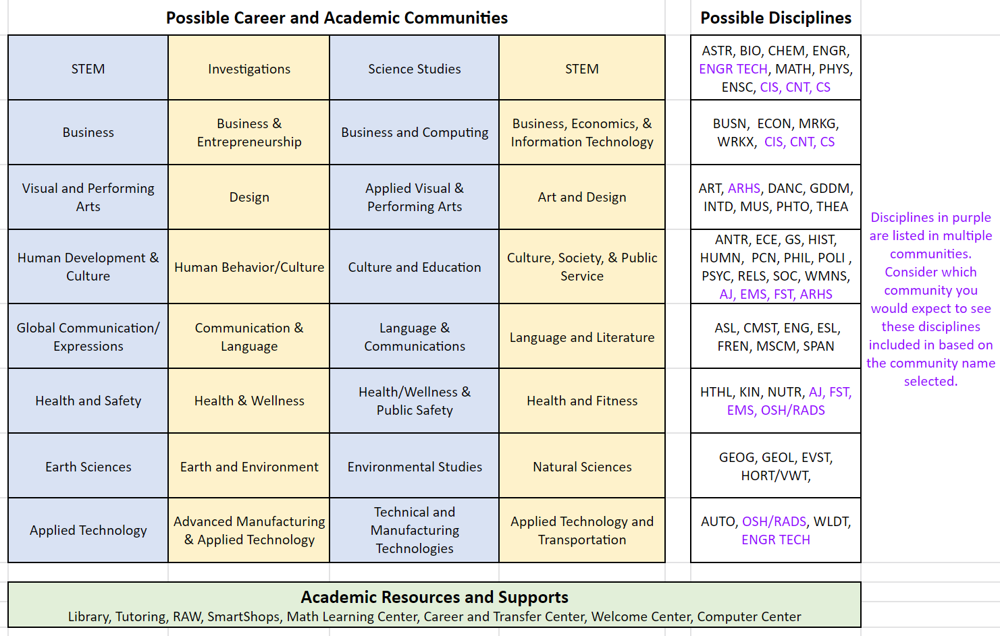 Possible Career and Academic Communities
Possible Disciplines
STEM
Investigations
Science Studies
STEM
ASTR, BIO, CHEM, ENGR,
ENGR TECH, MATH, PHYS,
ENSC, CIS, CNT, CS
Business
Business &
Entrepreneurship
Business and Computing
Business, Economics, &
Information Technology
BUSN,  ECON, MRKG,
WRKX,  CIS, CNT, CS
Visual and Performing
Arts
Design
Applied Visual &
Performing Arts
Art and Design
ART, ARHS, DANC, GDDM,
INTD, MUS, PHTO, THEA
Human Development &
Culture
Human Behavior/Culture
Culture and Education
Culture, Society, & Public
Service
ANTR, ECE, GS, HIST,
HUMN,  PCN, PHIL, POLI ,
PSYC, RELS, SOC, WMNS,
AJ, EMS, FST, ARHS
Global Communication/
Expressions
Communication &
Language
Language &
Communications
Language and Literature
ASL, CMST, ENG, ESL,
FREN, MSCM, SPAN
Health and Safety
Health & Wellness
Health/Wellness &
Public Safety
Health and Fitness
HTHL, KIN, NUTR, AJ, FST,
EMS, OSH/RADS
Earth Sciences
Earth and Environment
Environmental Studies
Natural Sciences
GEOG, GEOL, EVST,
HORT/VWT,
Applied Technology
Advanced Manufacturing
& Applied Technology
Technical and
Manufacturing
Technologies
Applied Technology and
Transportation
AUTO, OSH/RADS, WLDT,
ENGR TECH
Disciplines in purple
are listed in multiple
communities.
Consider which
community you
would expect to see
these disciplines
included in based on
the community name
selected.
Academic Resources and Supports
Library, Tutoring, RAW, SmartShops, Math Learning Center, Career and Transfer Center, Welcome Center, Computer Center